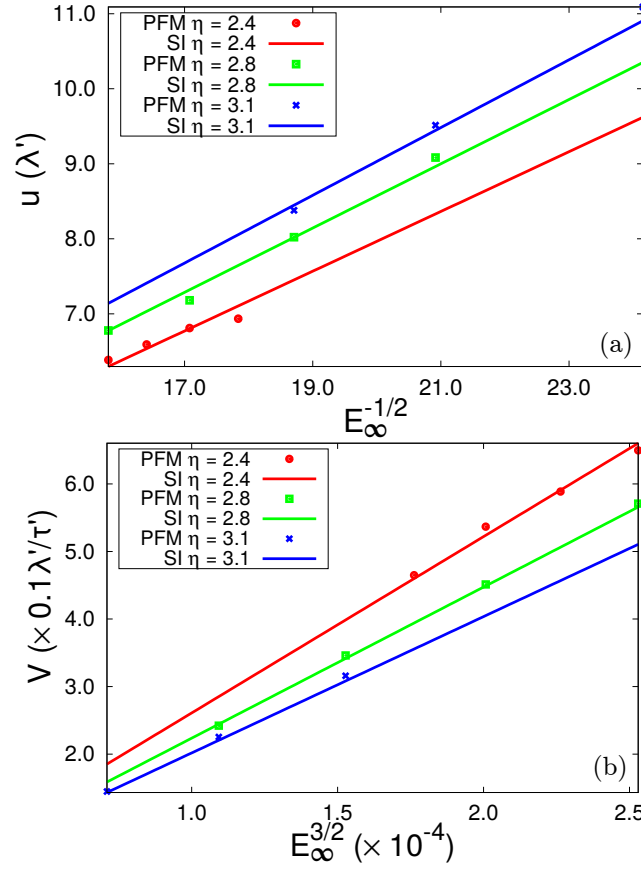 11.0
10.0
9.0
8.0
7.0
u (λ')
PFM η = 2.4
SI η = 2.4
PFM η = 2.8
SI η = 2.8
PFM η = 3.1
SI η = 3.1
(a)
17.0 19.0 21.0 23.0
E∞^-1/2
6.0
5.0
4.0
3.0
2.0
V (× 0.1λ'/τ')
PFM η = 2.4
SI η = 2.4
PFM η = 2.8
SI η = 2.8
PFM η = 3.1
SI η = 3.1
(b)
1.0 1.5 2.0 2.5
E∞^3/2 (× 10^-4)